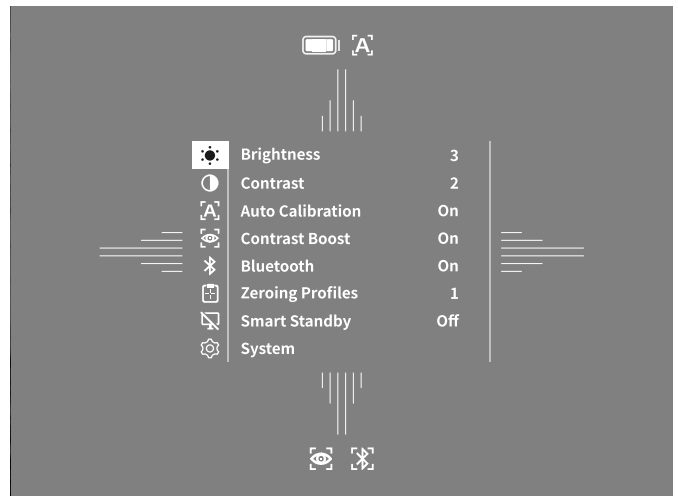 [A]
Brightness 3
Contrast 2
[A] Auto Calibration On
Contrast Boost On
Bluetooth On
Zeroing Profiles 1
Smart Standby Off
System